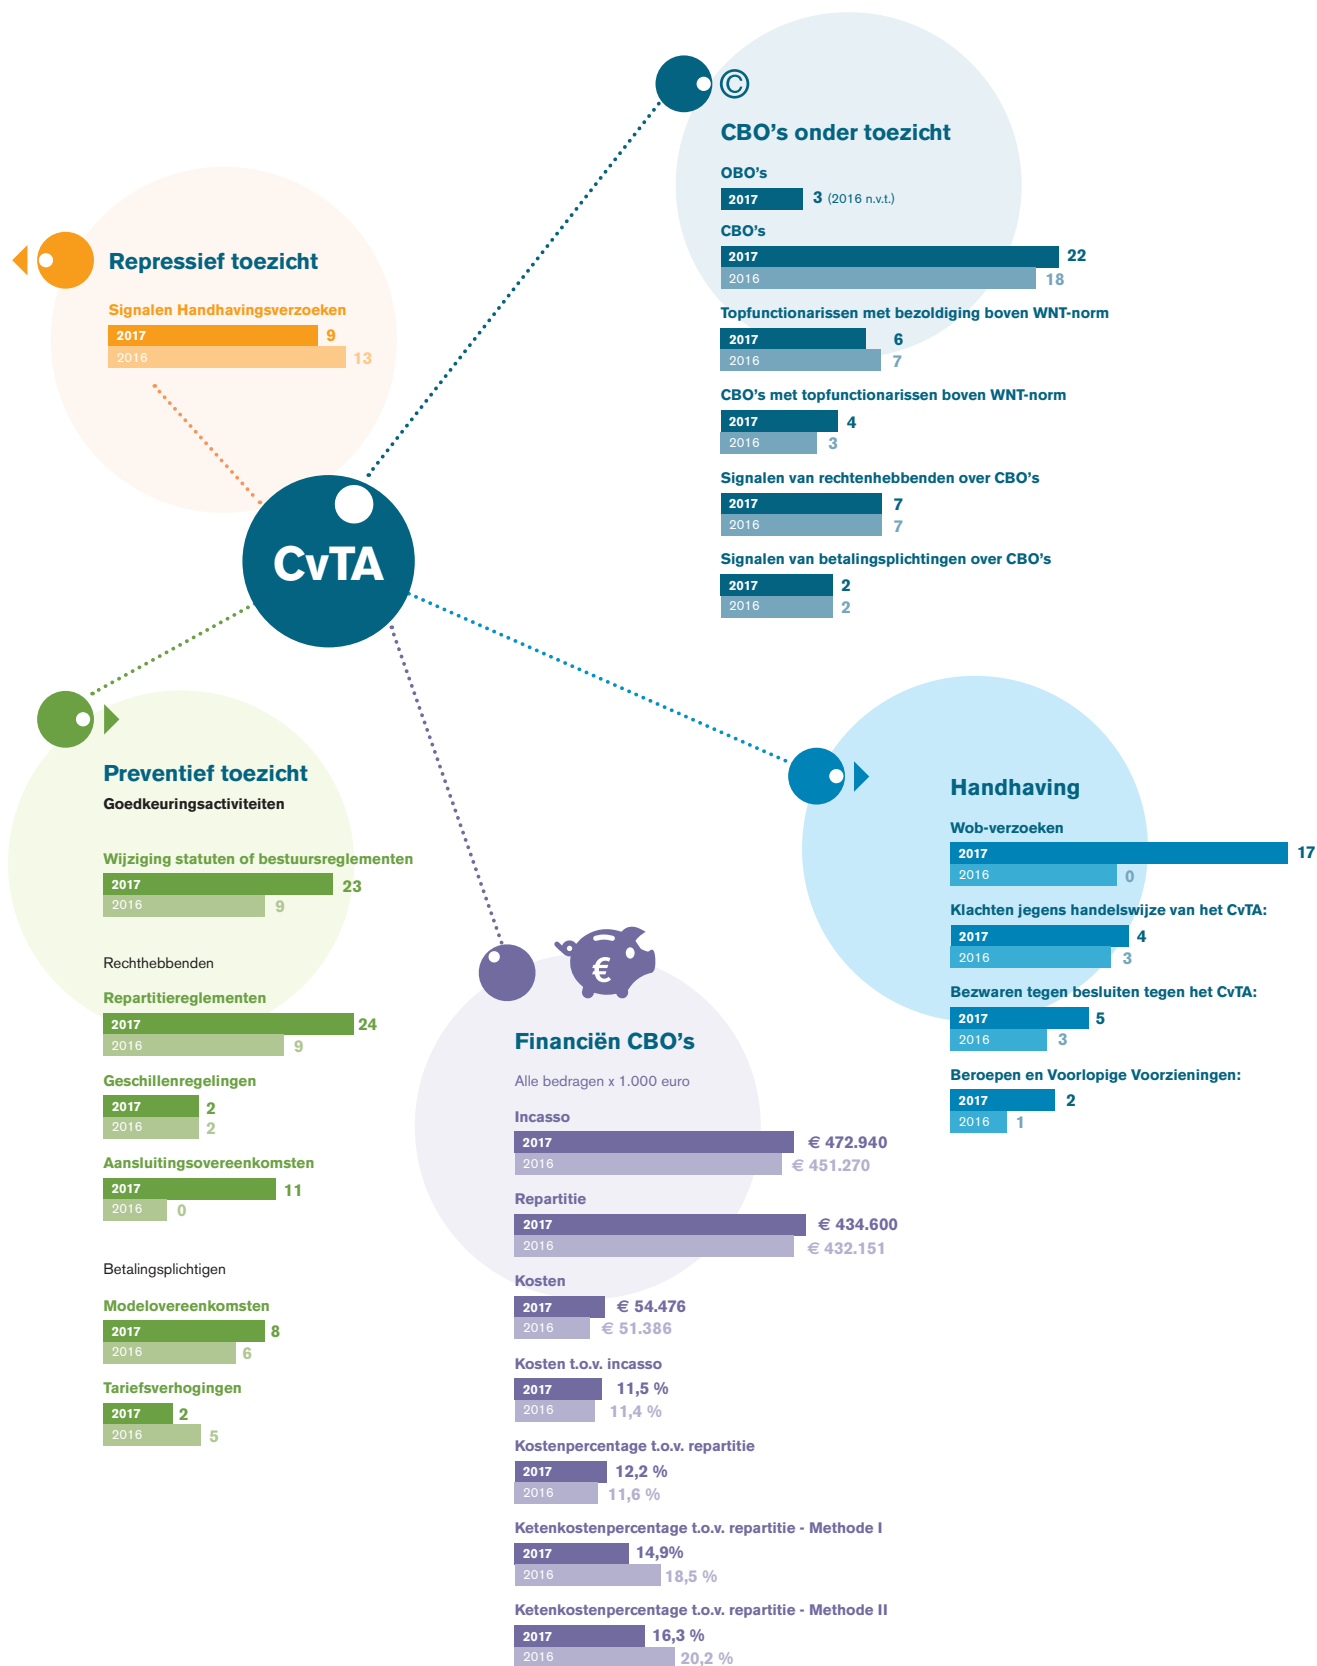 ©
CBO's onder toezicht
OBO's
2017 3 (2016 n.v.t.)
CBO's
2017 22
2016 18
Topfunctionarissen met bezoldiging boven WNT-norm
2017 6
2016 7
CBO's met topfunctionarissen boven WNT-norm
2017 4
2016 3
Signalen van rechtenhebbenden over CBO's
2017 7
2016 7
Signalen van betalingsplichtingen over CBO's
2017 2
2016 2
Repressief toezicht
Signalen Handhavingsverzoeken
2017 9
2016 13
CvTA
Preventief toezicht
Goedkeuringsactiviteiten
Wijziging statuten of bestuursreglementen
2017 23
2016 9
Rechthebbenden
Repartitiereglementen
2017 24
2016 9
Geschillenregelingen
2017 2
2016 2
Aansluitingsovereenkomsten
2017 11
2016 0
Betalingsplichtigen
Modelovereenkomsten
2017 8
2016 6
Tariefsverhogingen
2017 2
2016 5
€
Financiën CBO's
Alle bedragen x 1.000 euro
Incasso
2017 € 472.940
2016 € 451.270
Repartitie
2017 € 434.600
2016 € 432.151
Kosten
2017 € 54.476
2016 € 51.386
Kosten t.o.v. incasso
2017 11,5 %
2016 11,4 %
Kostenpercentage t.o.v. repartitie
2017 12,2 %
2016 11,6 %
Ketenkostenpercentage t.o.v. repartitie - Methode I
2017 14,9%
2016 18,5 %
Ketenkostenpercentage t.o.v. repartitie - Methode II
2017 16,3 %
2016 20,2 %
Handhaving
Wob-verzoeken
2017 17
2016 0
Klachten jegens handelswijze van het CvTA:
2017 4
2016 3
Bezwaren tegen besluiten tegen het CvTA:
2017 5
2016 3
Beroepen en Voorlopige Voorzieningen:
2017 2
2016 1